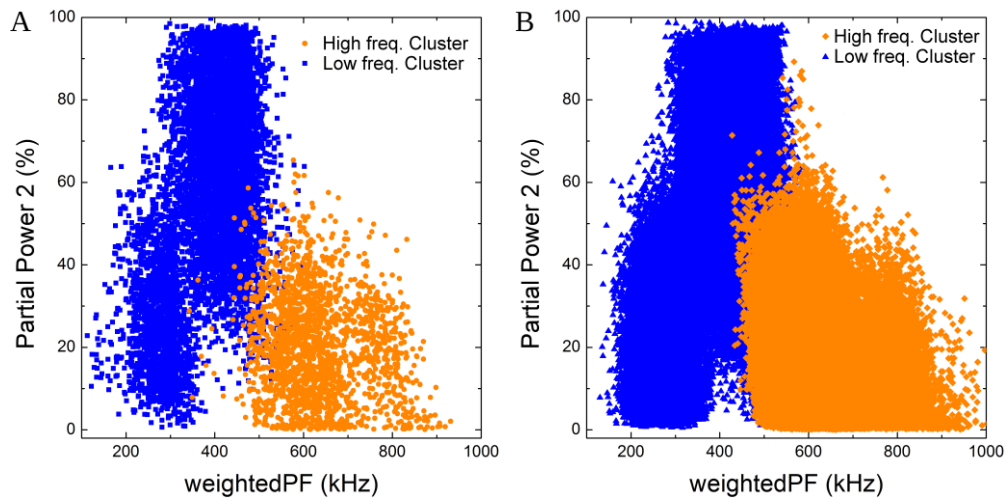 A
High freq. Cluster
Low freq. Cluster
Partial Power 2 (%)
100
80
60
40
20
0
200 400 600 800 1000
weightedPF (kHz)
B
High freq. Cluster
Low freq. Cluster
Partial Power 2 (%)
100
80
60
40
20
0
200 400 600 800 1000
weightedPF (kHz)